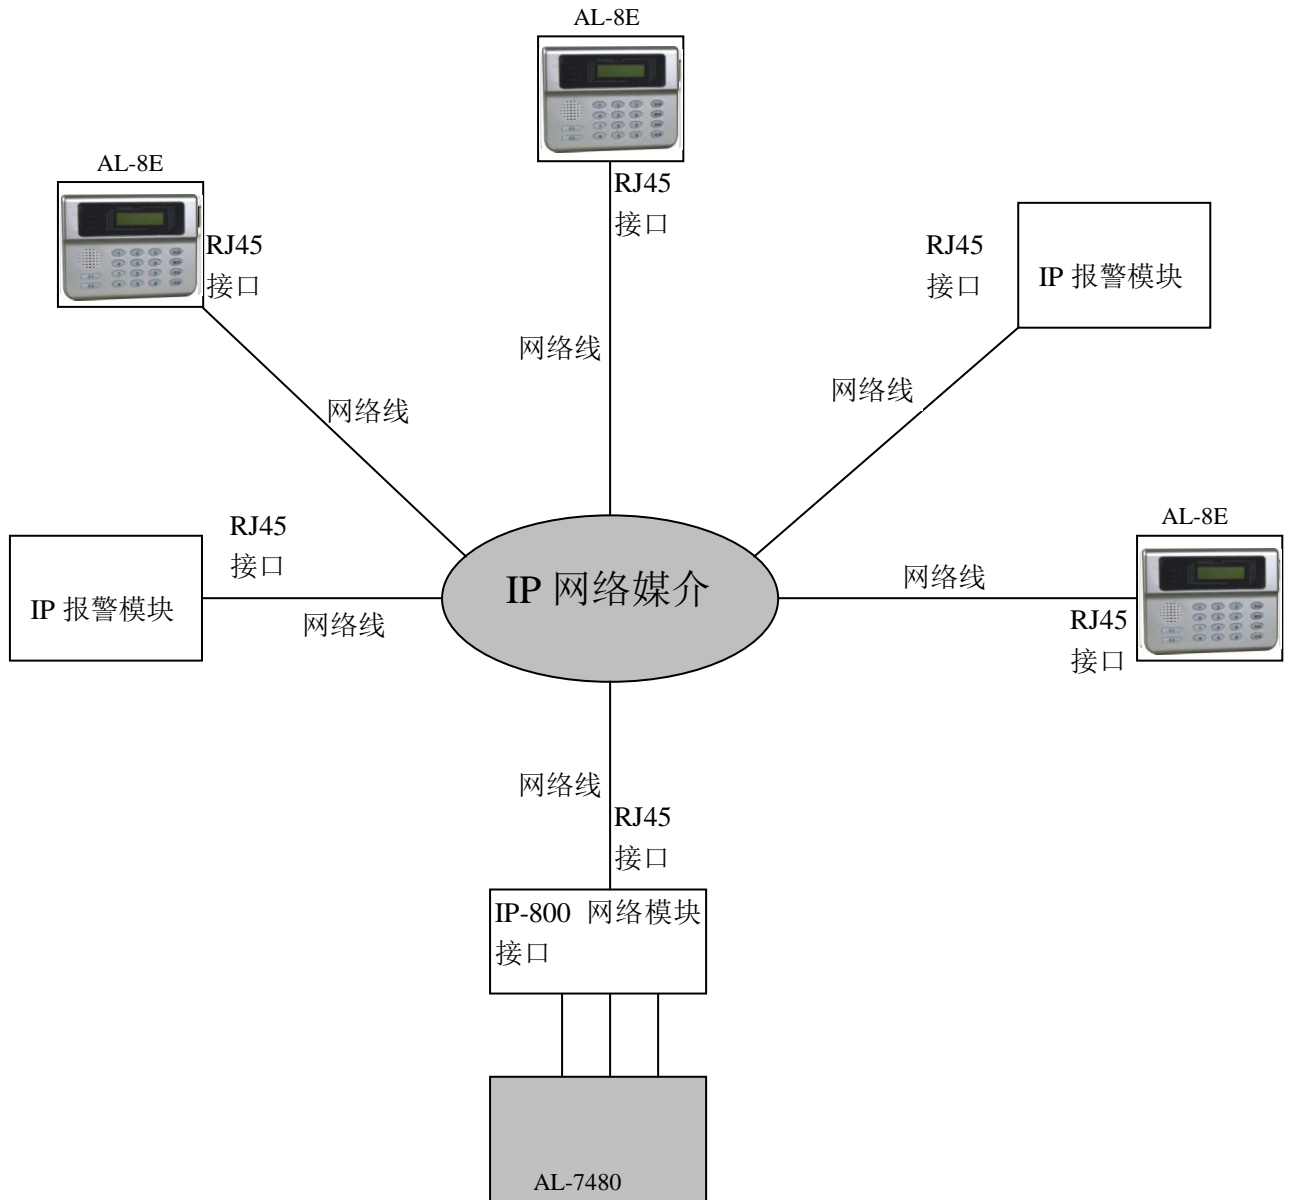 AL-8E
AL-8E
RJ45
接口
RJ45
接口
RJ45
接口
IP 报警模块
网络线
网络线
网络线
RJ45
接口
AL-8E
IP 报警模块
网络线
IP 网络媒介
网络线
RJ45
接口
网络线
RJ45
接口
IP-800 网络模块
接口
AL-7480